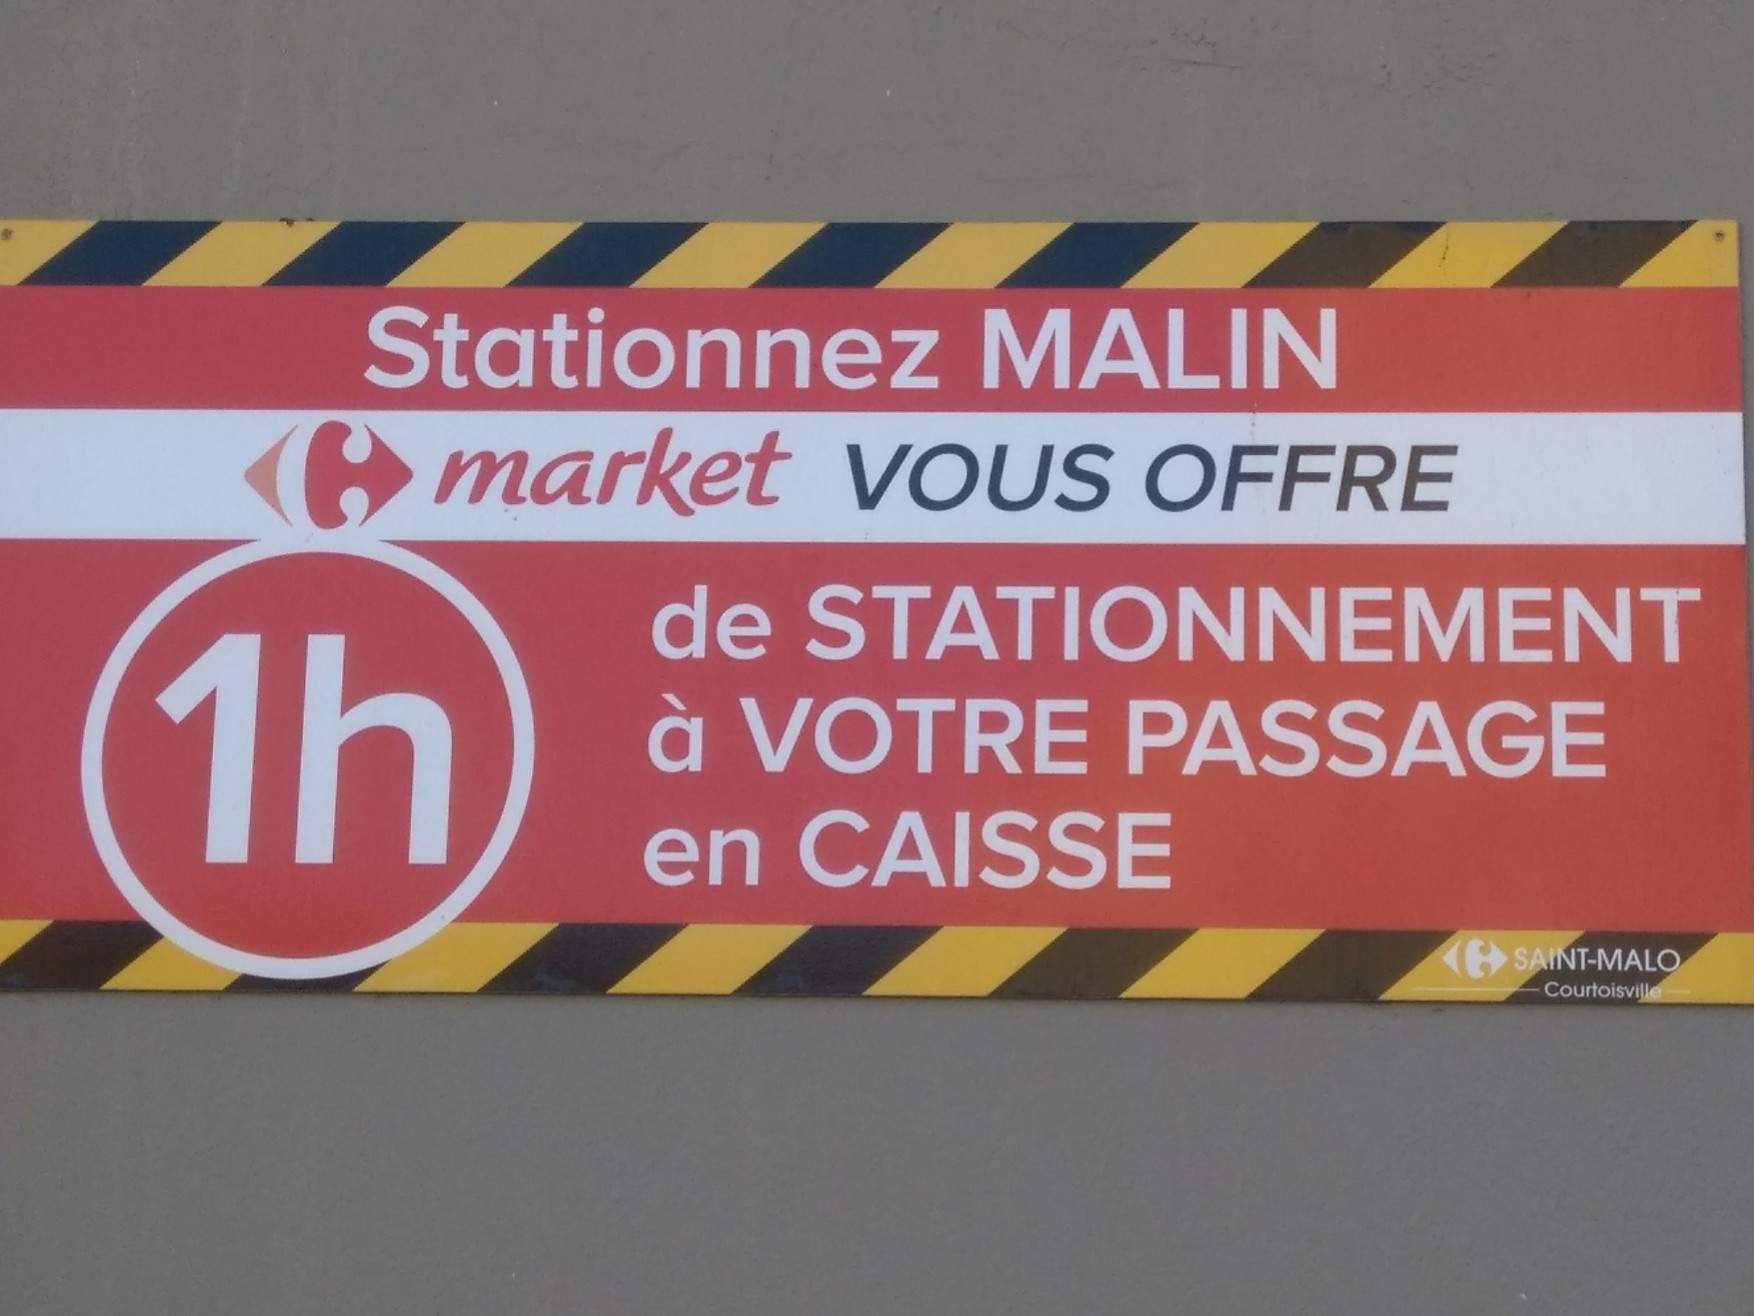 Stationnez MALIN
market VOUS OFFRE
1h
de STATIONNEMENT
à VOTRE PASSAGE
en CAISSE
SAINT-MALO
Courtoisville